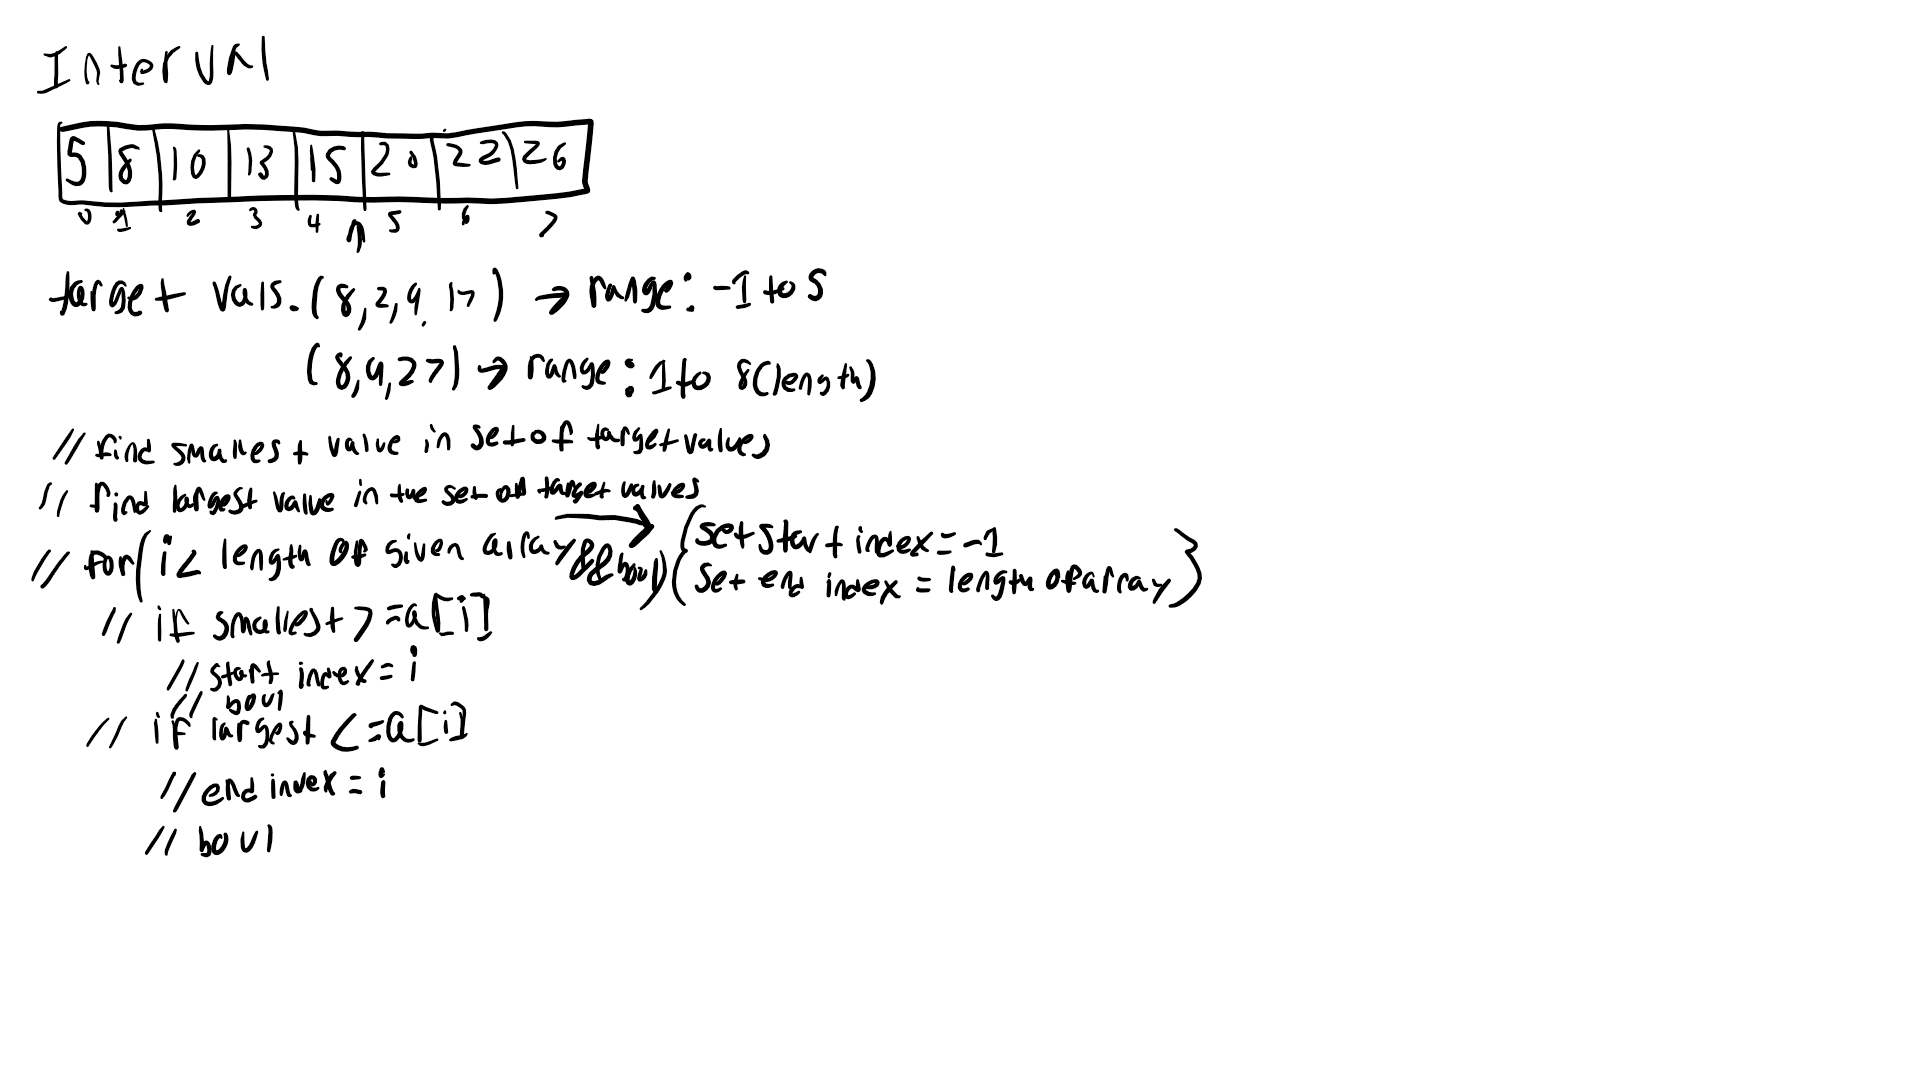 Interval
5 8 10 13 15 20 22 26
0 1 2 3 4 5 6 7
target vals. (8,2,9,17) → range: -1 to 5
(8,9,27) → range: 1 to 8(length)
// find smallest value in set of target values
// find largest value in the set of target values
// for(i< length of given array && boul) {set start index = -1
set end index = length of array}
// if smallest >= a[i]
// start index = i
// boul
// if largest <= a[i]
// end index = i
// boul